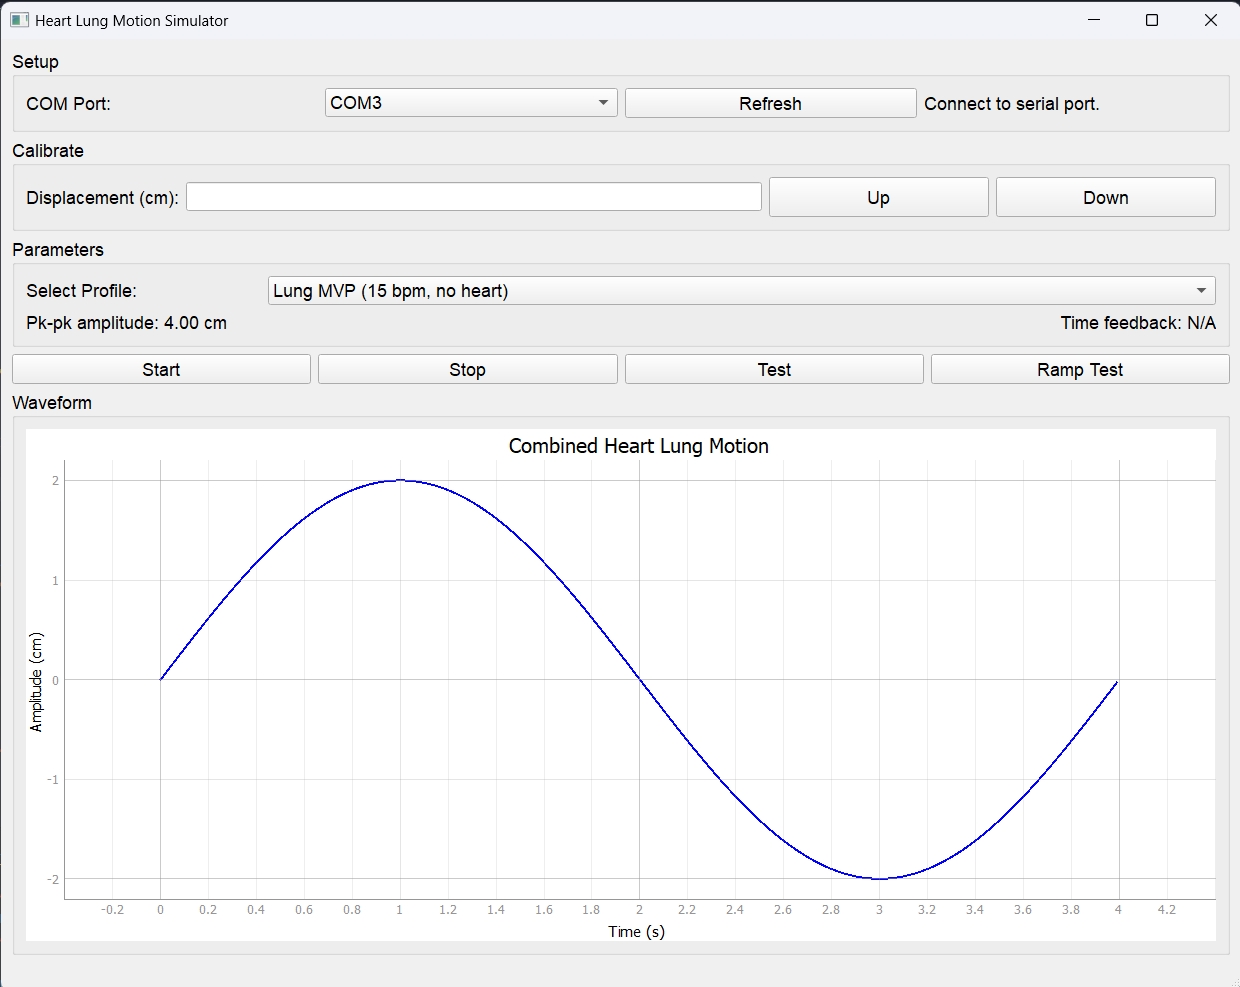 Heart Lung Motion Simulator
Setup
COM Port: COM3 Refresh Connect to serial port.
Calibrate
Displacement (cm): Up Down
Parameters
Select Profile: Lung MVP (15 bpm, no heart)
Pk-pk amplitude: 4.00 cm Time feedback: N/A
Start Stop Test Ramp Test
Waveform
Combined Heart Lung Motion
2
1
0
-1
-2
Amplitude (cm)
-0.2 0 0.2 0.4 0.6 0.8 1 1.2 1.4 1.6 1.8 2 2.2 2.4 2.6 2.8 3 3.2 3.4 3.6 3.8 4 4.2
Time (s)